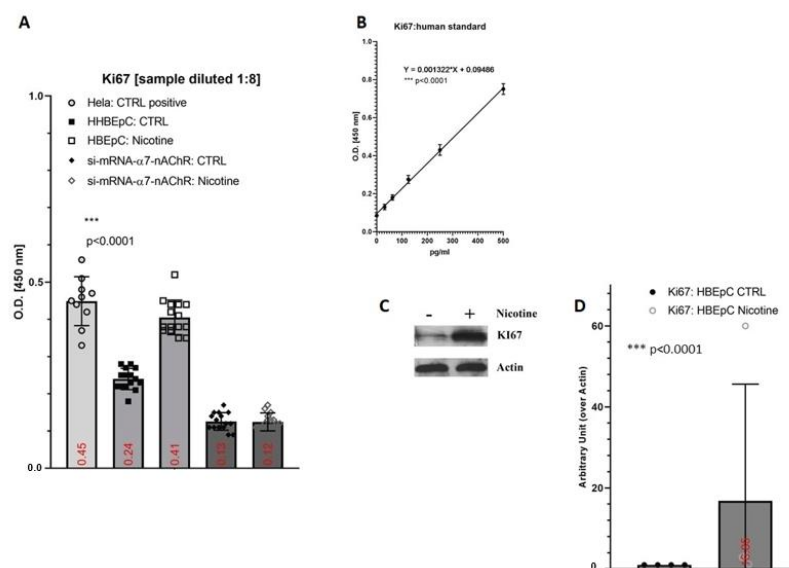 A
Ki67 [sample diluted 1:8]
1.0
0.5
0.0
O.D. [450 nm]
Hela: CTRL positive
HHBEpC: CTRL
HBEpC: Nicotine
si-mRNA-α7-nAChR: CTRL
si-mRNA-α7-nAChR: Nicotine
***
p<0.0001
0.45
0.24
0.41
0.13
0.12
B
Ki67:human standard
Y = 0.001322*X + 0.09486
*** p<0.0001
O.D. [450 nm]
1.0
0.8
0.6
0.4
0.2
0.0
0 100 200 300 400 500
pg/ml
C
- + Nicotine
KI67
Actin
D
Ki67: HBEpC CTRL
Ki67: HBEpC Nicotine
*** p<0.0001
Arbitrary Unit (over Actin)
60
40
20
0